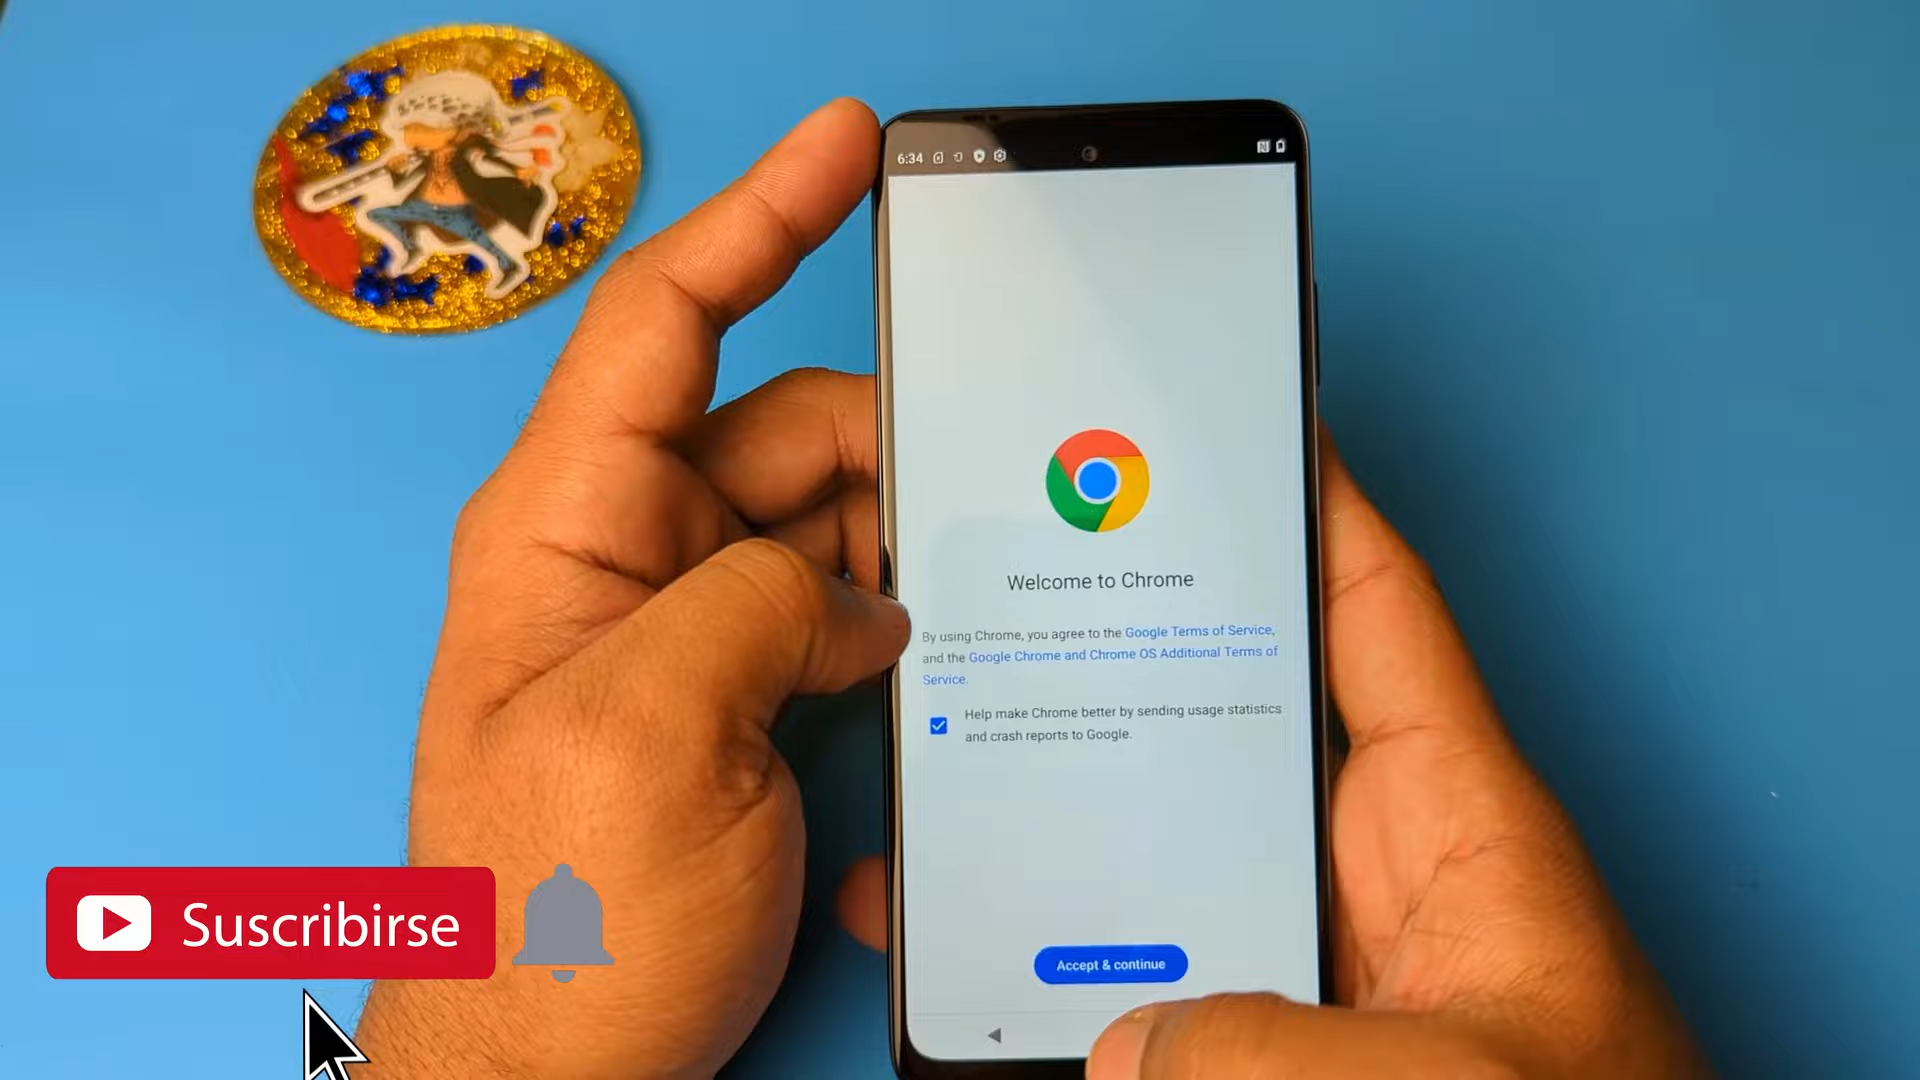 6:34
Welcome to Chrome
By using Chrome, you agree to the Google Terms of Service,
and the Google Chrome and Chrome OS Additional Terms of
Service.
Help make Chrome better by sending usage statistics
and crash reports to Google.
Accept & continue
Suscribirse